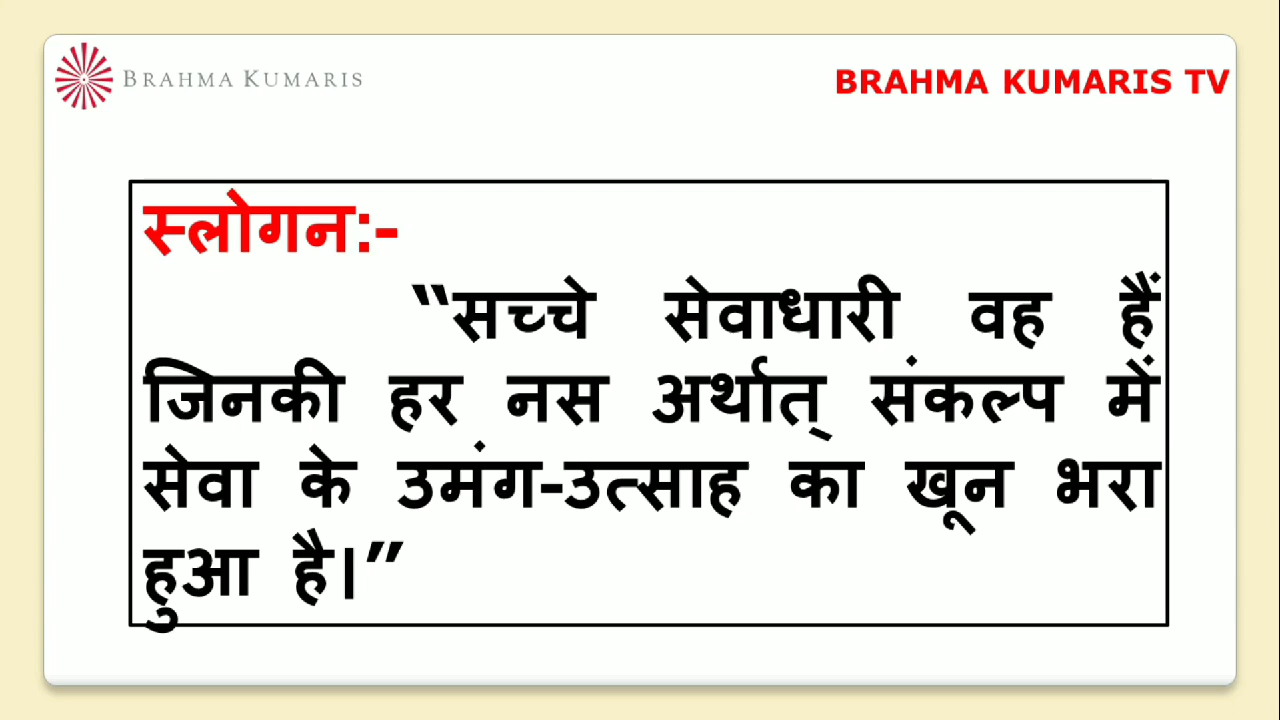 BRAHMA KUMARIS
BRAHMA KUMARIS TV
स्लोगन:-
“सच्चे सेवाधारी वह हैं
जिनकी हर नस अर्थात् संकल्प में
सेवा के उमंग-उत्साह का खून भरा
हुआ है।”